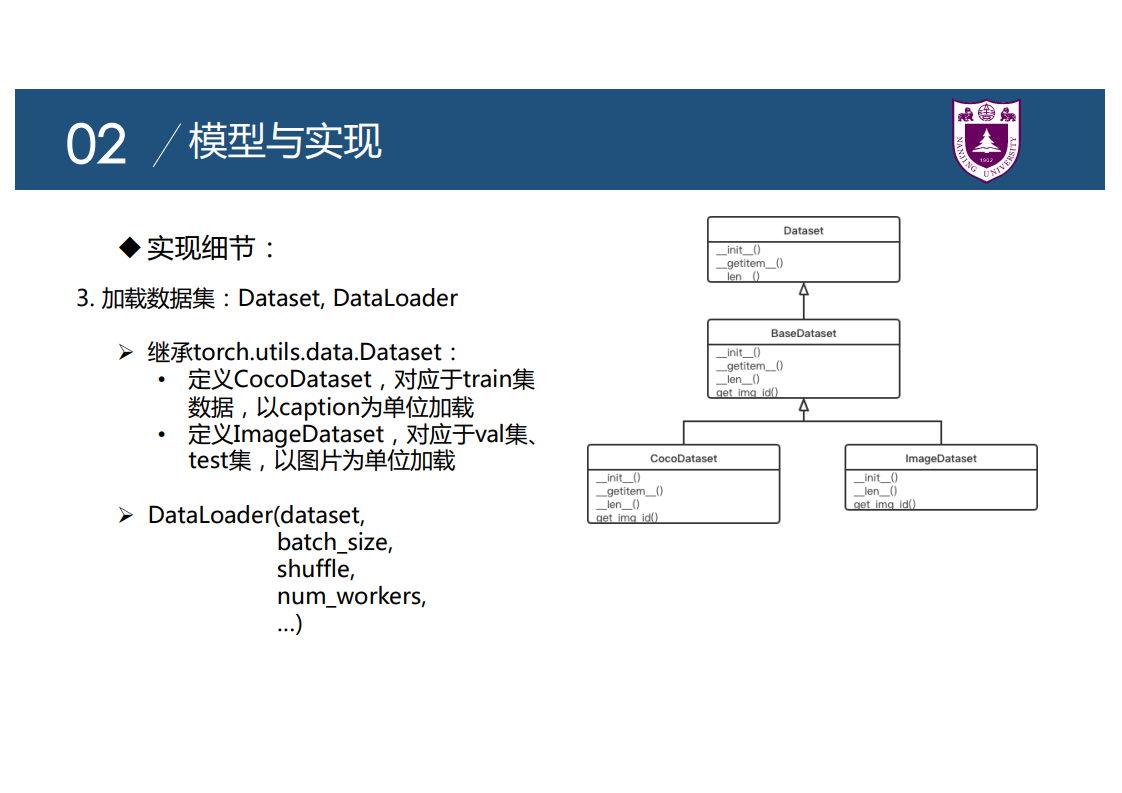 02
模型与实现
NANJING UNIVERSITY
1902
◆ 实现细节：
3. 加载数据集：Dataset, DataLoader
➢ 继承torch.utils.data.Dataset：
• 定义CocoDataset，对应于train集
数据，以caption为单位加载
• 定义ImageDataset，对应于val集、
test集，以图片为单位加载
➢ DataLoader(dataset,
batch_size,
shuffle,
num_workers,
...)
Dataset
__init__()
__getitem__()
__len__()
BaseDataset
__init__()
__getitem__()
__len__()
get_img_id()
CocoDataset
__init__()
__getitem__()
__len__()
get_img_id()
ImageDataset
__init__()
__len__()
get_img_id()